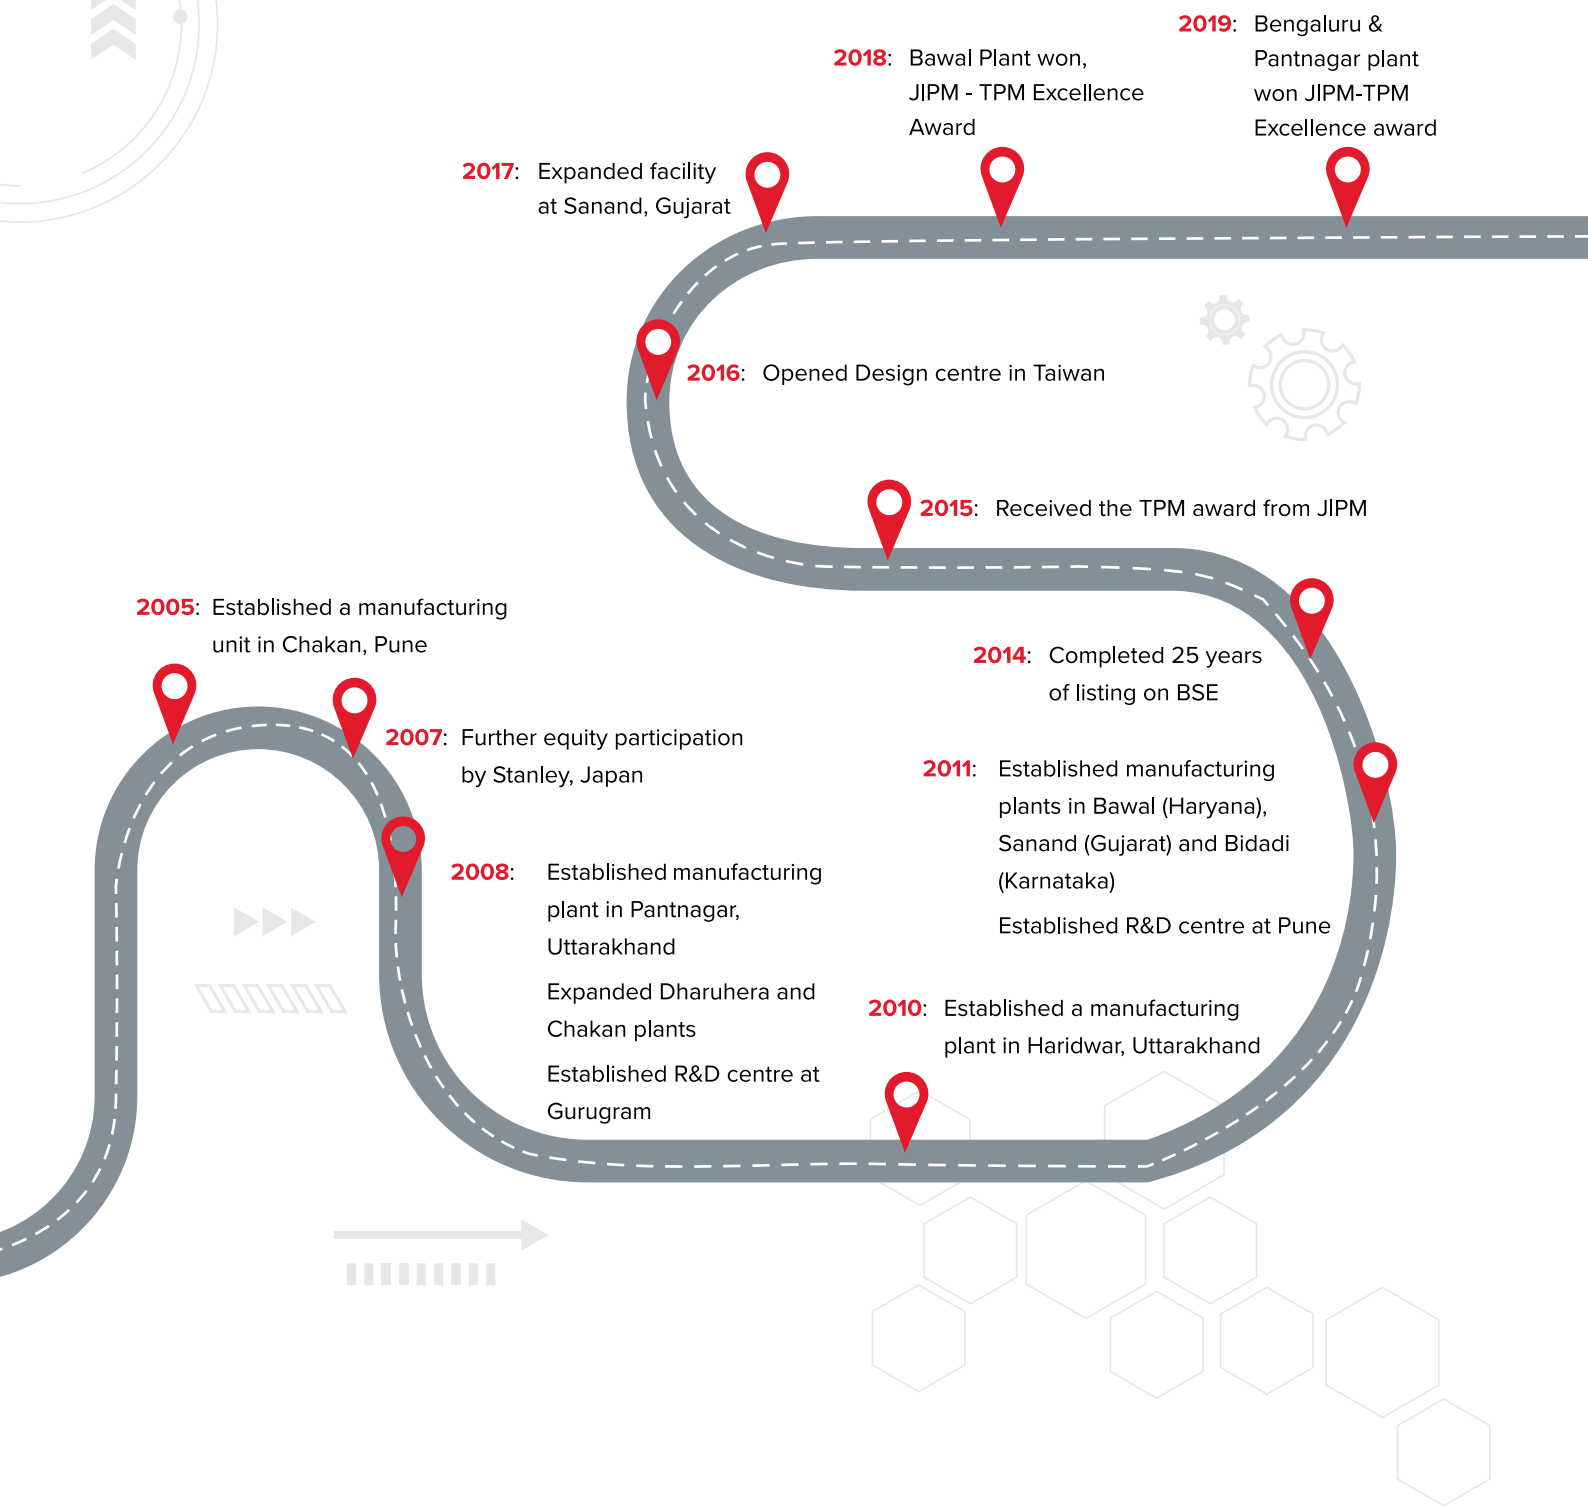 2019: Bengaluru &
Pantnagar plant
won JIPM-TPM
Excellence award
2018: Bawal Plant won,
JIPM - TPM Excellence
Award
2017: Expanded facility
at Sanand, Gujarat
2016: Opened Design centre in Taiwan
2015: Received the TPM award from JIPM
2005: Established a manufacturing
unit in Chakan, Pune
2014: Completed 25 years
of listing on BSE
2007: Further equity participation
by Stanley, Japan
2011: Established manufacturing
plants in Bawal (Haryana),
Sanand (Gujarat) and Bidadi
(Karnataka)
Established R&D centre at Pune
2008: Established manufacturing
plant in Pantnagar,
Uttarakhand
Expanded Dharuhera and
Chakan plants
Established R&D centre at
Gurugram
2010: Established a manufacturing
plant in Haridwar, Uttarakhand